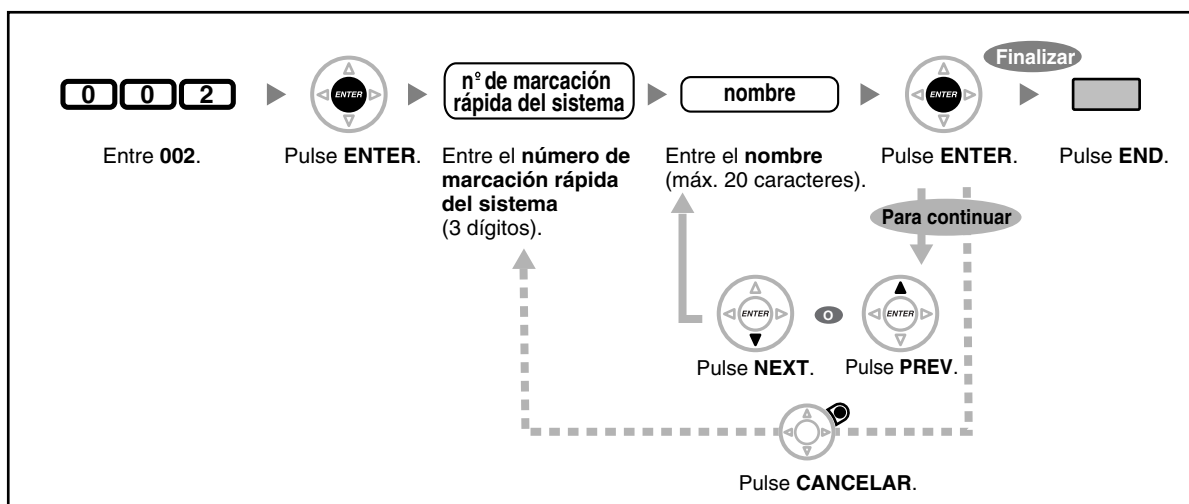 Finalizar
0 0 2
ENTER
nº de marcación
rápida del sistema
nombre
ENTER
Entre 002.
Pulse ENTER.
Entre el número de
marcación rápida
del sistema
(3 dígitos).
Entre el nombre
(máx. 20 caracteres).
Pulse ENTER.
Pulse END.
Para continuar
ENTER
o
ENTER
Pulse NEXT.
Pulse PREV.
Pulse CANCELAR.